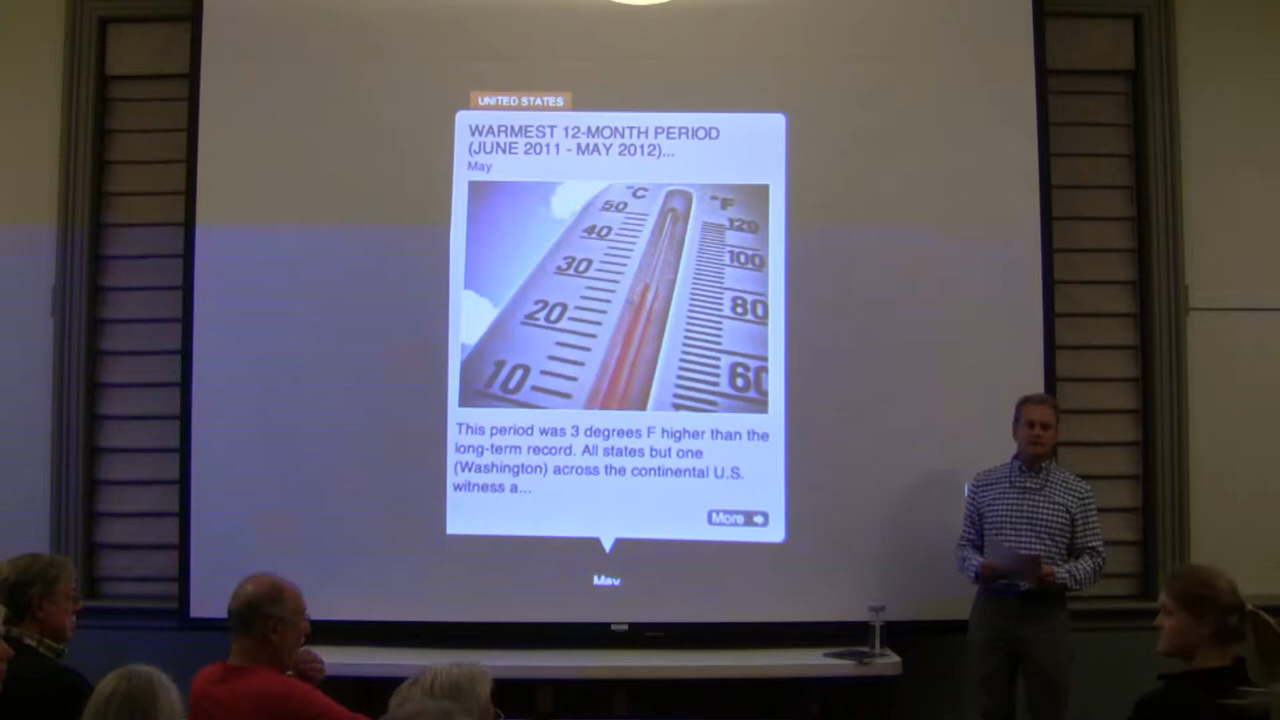 UNITED STATES
WARMEST 12-MONTH PERIOD
(JUNE 2011 - MAY 2012)...
May
°C
°F
50
120
40
100
30
80
20
60
10
This period was 3 degrees F higher than the
long-term record. All states but one
(Washington) across the continental U.S.
witness a...
More
May